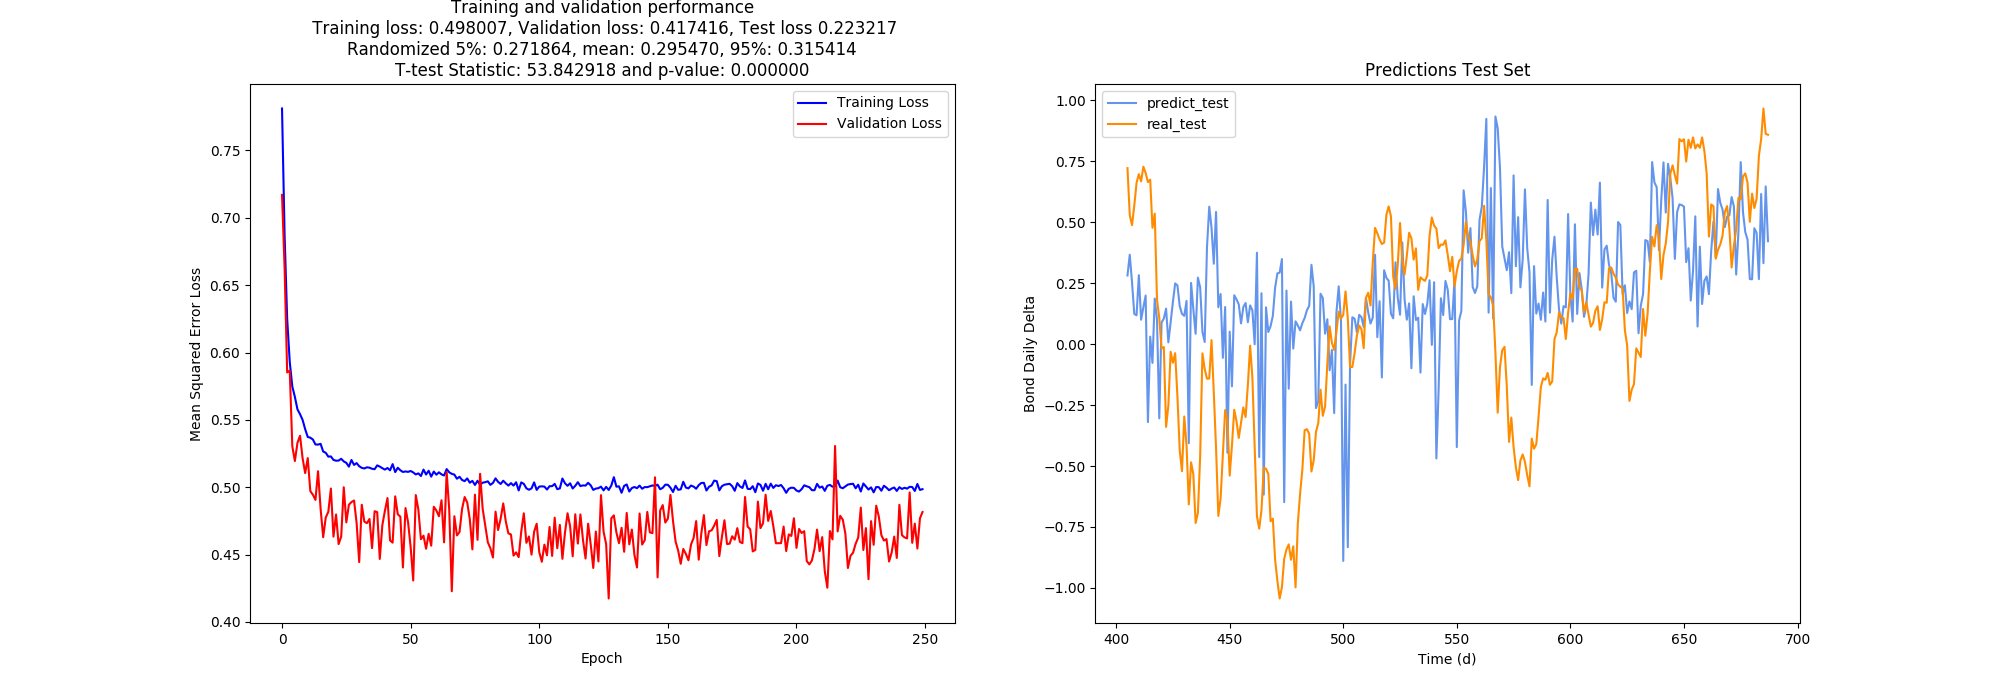 Training and validation performance
Training loss: 0.498007, Validation loss: 0.417416, Test loss 0.223217
Randomized 5%: 0.271864, mean: 0.295470, 95%: 0.315414
T-test Statistic: 53.842918 and p-value: 0.000000
Training Loss
Validation Loss
Mean Squared Error Loss
0.75
0.70
0.65
0.60
0.55
0.50
0.45
0.40
0
50
100
150
200
250
Epoch
Predictions Test Set
predict_test
real_test
Bond Daily Delta
1.00
0.75
0.50
0.25
0.00
−0.25
−0.50
−0.75
−1.00
400
450
500
550
600
650
700
Time (d)